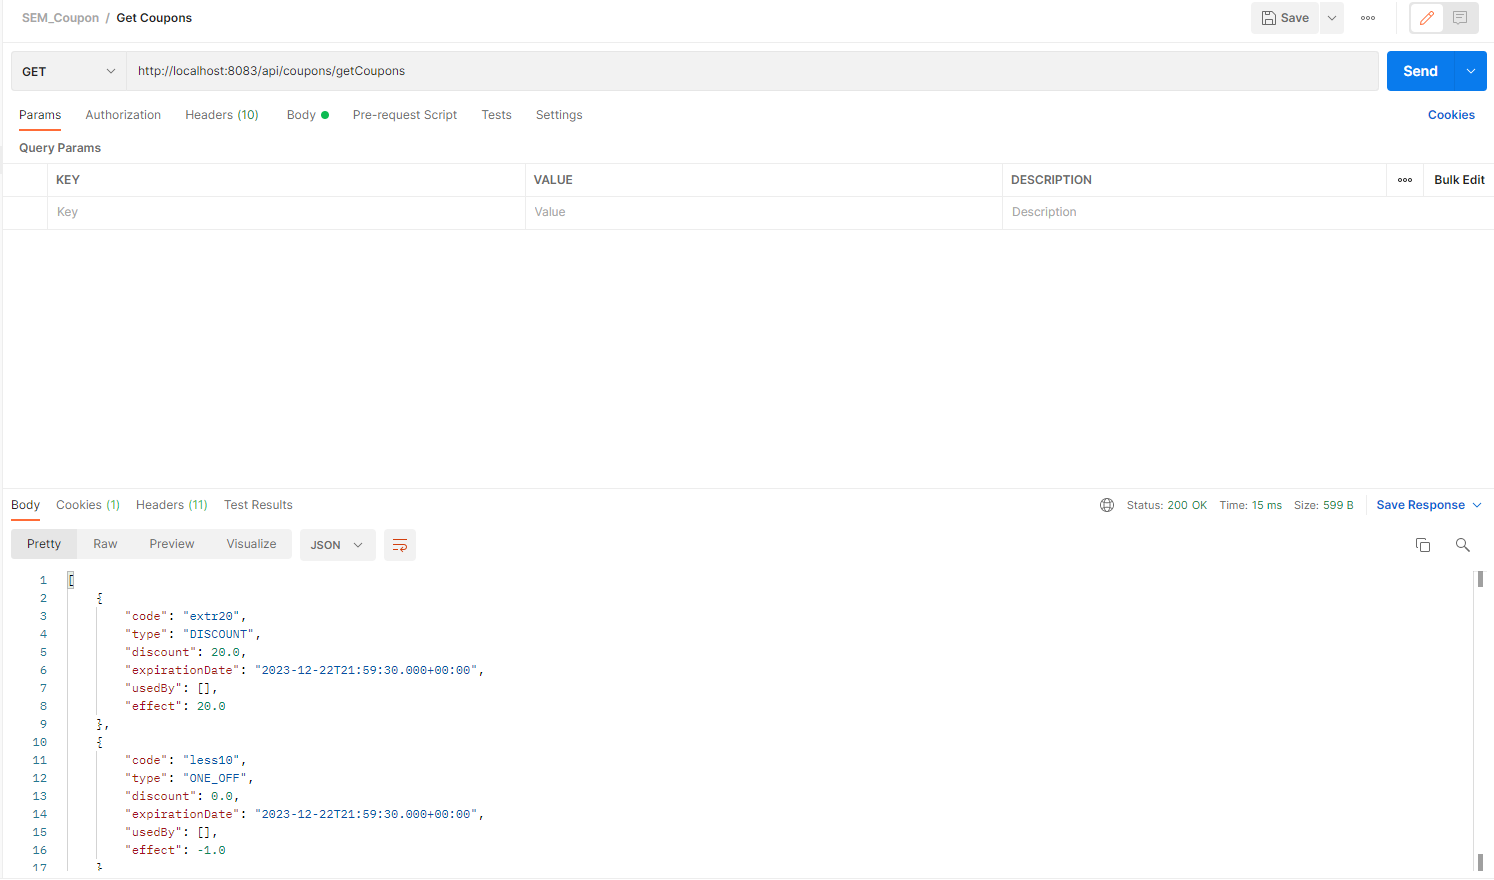 SEM_Coupon / Get Coupons
Save
GET http://localhost:8083/api/coupons/getCoupons Send
Params Authorization Headers (10) Body Pre-request Script Tests Settings Cookies
Query Params
KEY VALUE DESCRIPTION Bulk Edit
Key Value Description
Body Cookies (1) Headers (11) Test Results Status: 200 OK Time: 15 ms Size: 599 B Save Response
Pretty Raw Preview Visualize JSON
1 [
2 {
3 "code": "extr20",
4 "type": "DISCOUNT",
5 "discount": 20.0,
6 "expirationDate": "2023-12-22T21:59:30.000+00:00",
7 "usedBy": [],
8 "effect": 20.0
9 },
10 {
11 "code": "less10",
12 "type": "ONE_OFF",
13 "discount": 0.0,
14 "expirationDate": "2023-12-22T21:59:30.000+00:00",
15 "usedBy": [],
16 "effect": -1.0
17 }